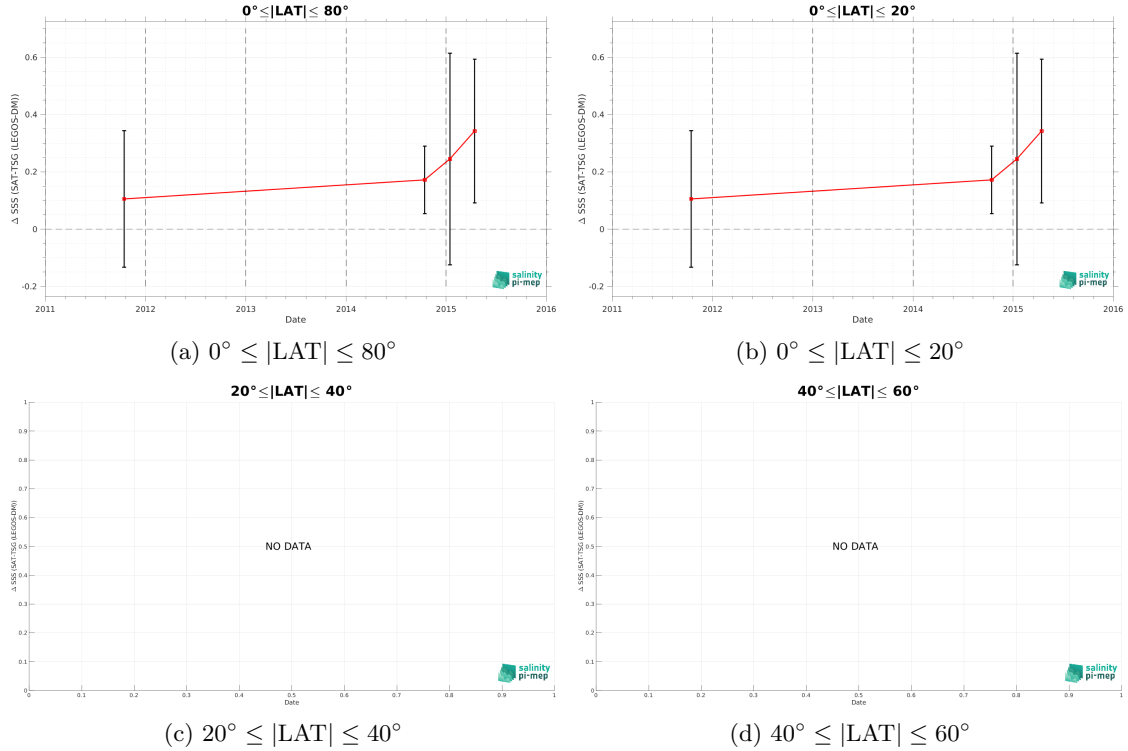 0°≤|LAT|≤ 80°
0.6
0.4
0.2
0
-0.2
Δ SSS (SAT-TSG (LEGOS-DM))
2011 2012 2013 2014 2015 2016
Date
salinity
pi-mep
(a) 0° ≤ |LAT| ≤ 80°
0°≤|LAT|≤ 20°
0.6
0.4
0.2
0
-0.2
Δ SSS (SAT-TSG (LEGOS-DM))
2011 2012 2013 2014 2015 2016
Date
salinity
pi-mep
(b) 0° ≤ |LAT| ≤ 20°
20°≤|LAT|≤ 40°
1
0.9
0.8
0.7
0.6
0.5
0.4
0.3
0.2
0.1
0
Δ SSS (SAT-TSG (LEGOS-DM))
NO DATA
0 0.1 0.2 0.3 0.4 0.5 0.6 0.7 0.8 0.9 1
Date
salinity
pi-mep
(c) 20° ≤ |LAT| ≤ 40°
40°≤|LAT|≤ 60°
1
0.9
0.8
0.7
0.6
0.5
0.4
0.3
0.2
0.1
0
Δ SSS (SAT-TSG (LEGOS-DM))
NO DATA
0 0.1 0.2 0.3 0.4 0.5 0.6 0.7 0.8 0.9 1
Date
salinity
pi-mep
(d) 40° ≤ |LAT| ≤ 60°